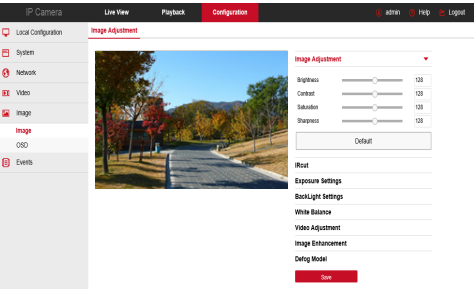 IP Camera
Live View
Playback
Configuration
admin
Help
Logout
Local Configuration
System
Network
Video
Image
Image
OSD
Events
Image Adjustment
Image Adjustment
Brightness 128
Contrast 128
Saturation 128
Sharpness 128
Default
IRcut
Exposure Settings
BackLight Settings
White Balance
Video Adjustment
Image Enhancement
Defog Model
Save